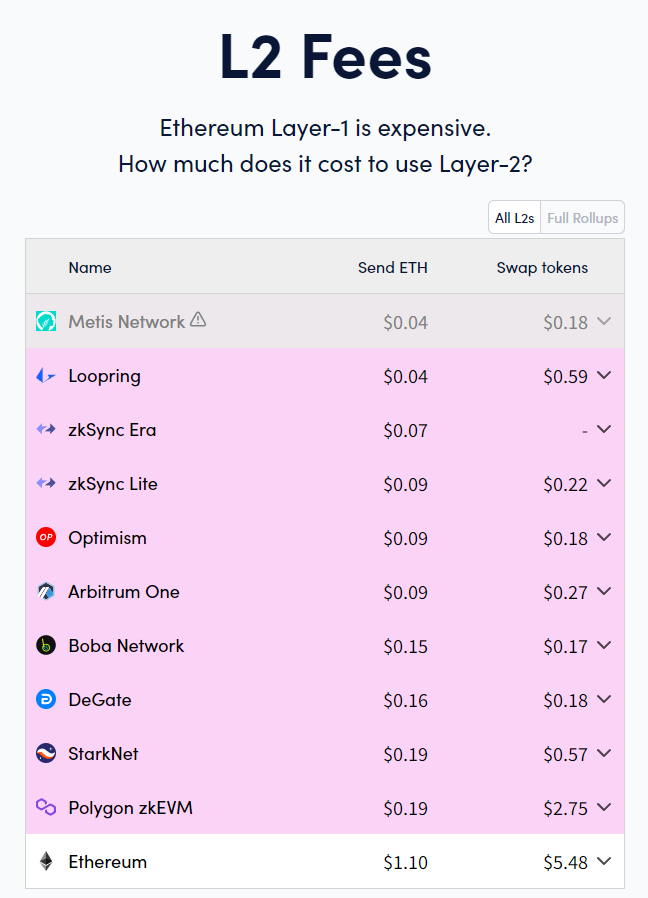 L2 Fees
Ethereum Layer-1 is expensive.
How much does it cost to use Layer-2?
All L2s Full Rollups
Name Send ETH Swap tokens
Metis Network $0.04 $0.18
Loopring $0.04 $0.59
zkSync Era $0.07 -
zkSync Lite $0.09 $0.22
OP Optimism $0.09 $0.18
Arbitrum One $0.09 $0.27
Boba Network $0.15 $0.17
DeGate $0.16 $0.18
StarkNet $0.19 $0.57
Polygon zkEVM $0.19 $2.75
Ethereum $1.10 $5.48